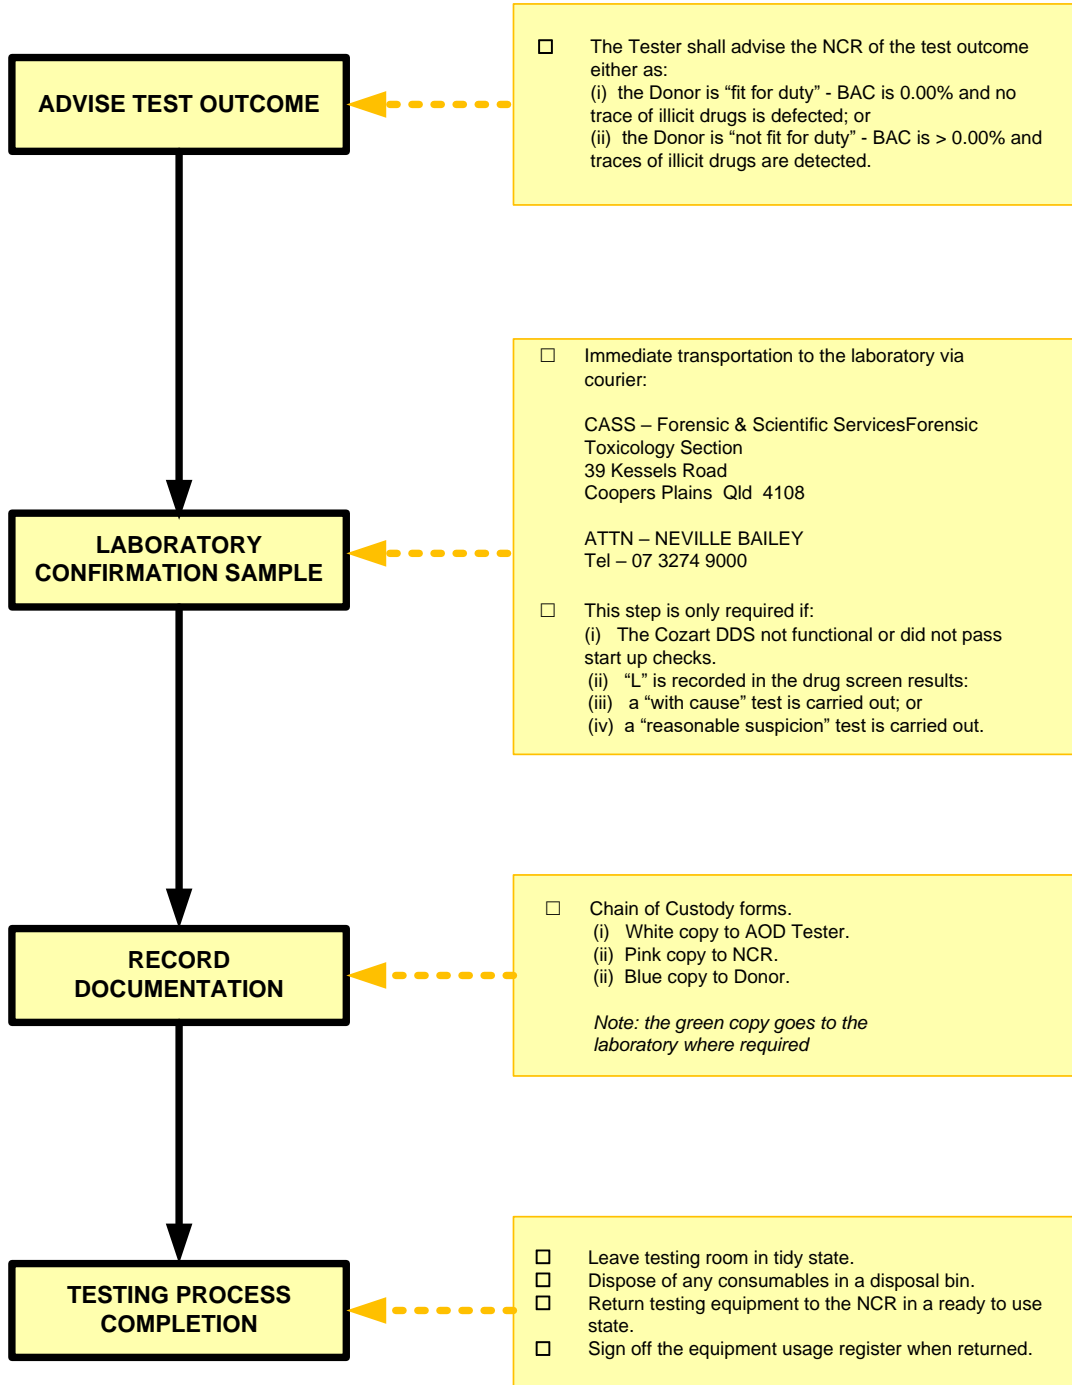 ADVISE TEST OUTCOME
☐ The Tester shall advise the NCR of the test outcome
either as:
(i) the Donor is “fit for duty” - BAC is 0.00% and no
trace of illicit drugs is defected; or
(ii) the Donor is “not fit for duty” - BAC is > 0.00% and
traces of illicit drugs are detected.
LABORATORY
CONFIRMATION SAMPLE
☐ Immediate transportation to the laboratory via
courier:
CASS – Forensic & Scientific ServicesForensic
Toxicology Section
39 Kessels Road
Coopers Plains Qld 4108
ATTN – NEVILLE BAILEY
Tel – 07 3274 9000
☐ This step is only required if:
(i) The Cozart DDS not functional or did not pass
start up checks.
(ii) “L” is recorded in the drug screen results:
(iii) a “with cause” test is carried out; or
(iv) a “reasonable suspicion” test is carried out.
RECORD
DOCUMENTATION
☐ Chain of Custody forms.
(i) White copy to AOD Tester.
(ii) Pink copy to NCR.
(ii) Blue copy to Donor.
Note: the green copy goes to the
laboratory where required
TESTING PROCESS
COMPLETION
☐ Leave testing room in tidy state.
☐ Dispose of any consumables in a disposal bin.
☐ Return testing equipment to the NCR in a ready to use
state.
☐ Sign off the equipment usage register when returned.